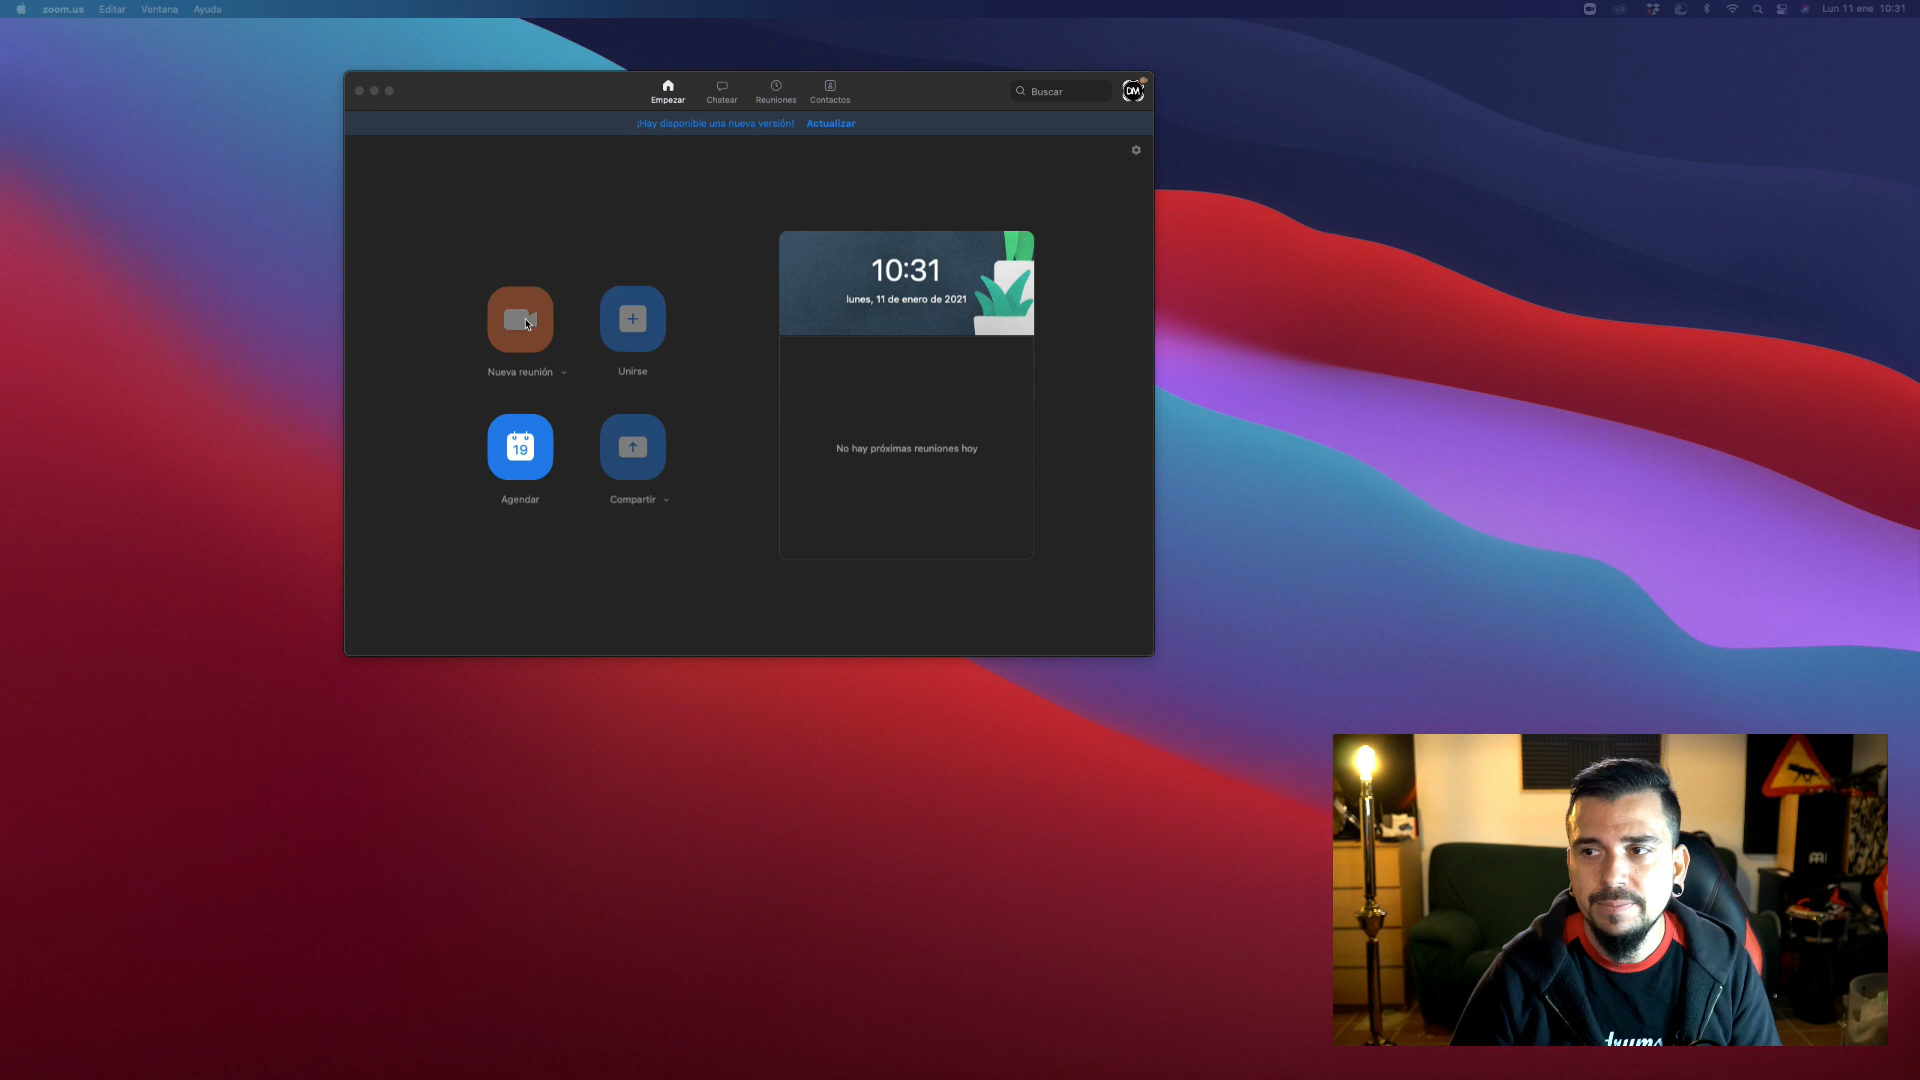 zoom.us Editar Ventana Ayuda
Lun 11 ene 10:31
Empezar Chatear Reuniones Contactos
Buscar
DM
¡Hay disponible una nueva versión! Actualizar
10:31
lunes, 11 de enero de 2021
Nueva reunión
Unirse
19
Agendar
Compartir
No hay próximas reuniones hoy
drums